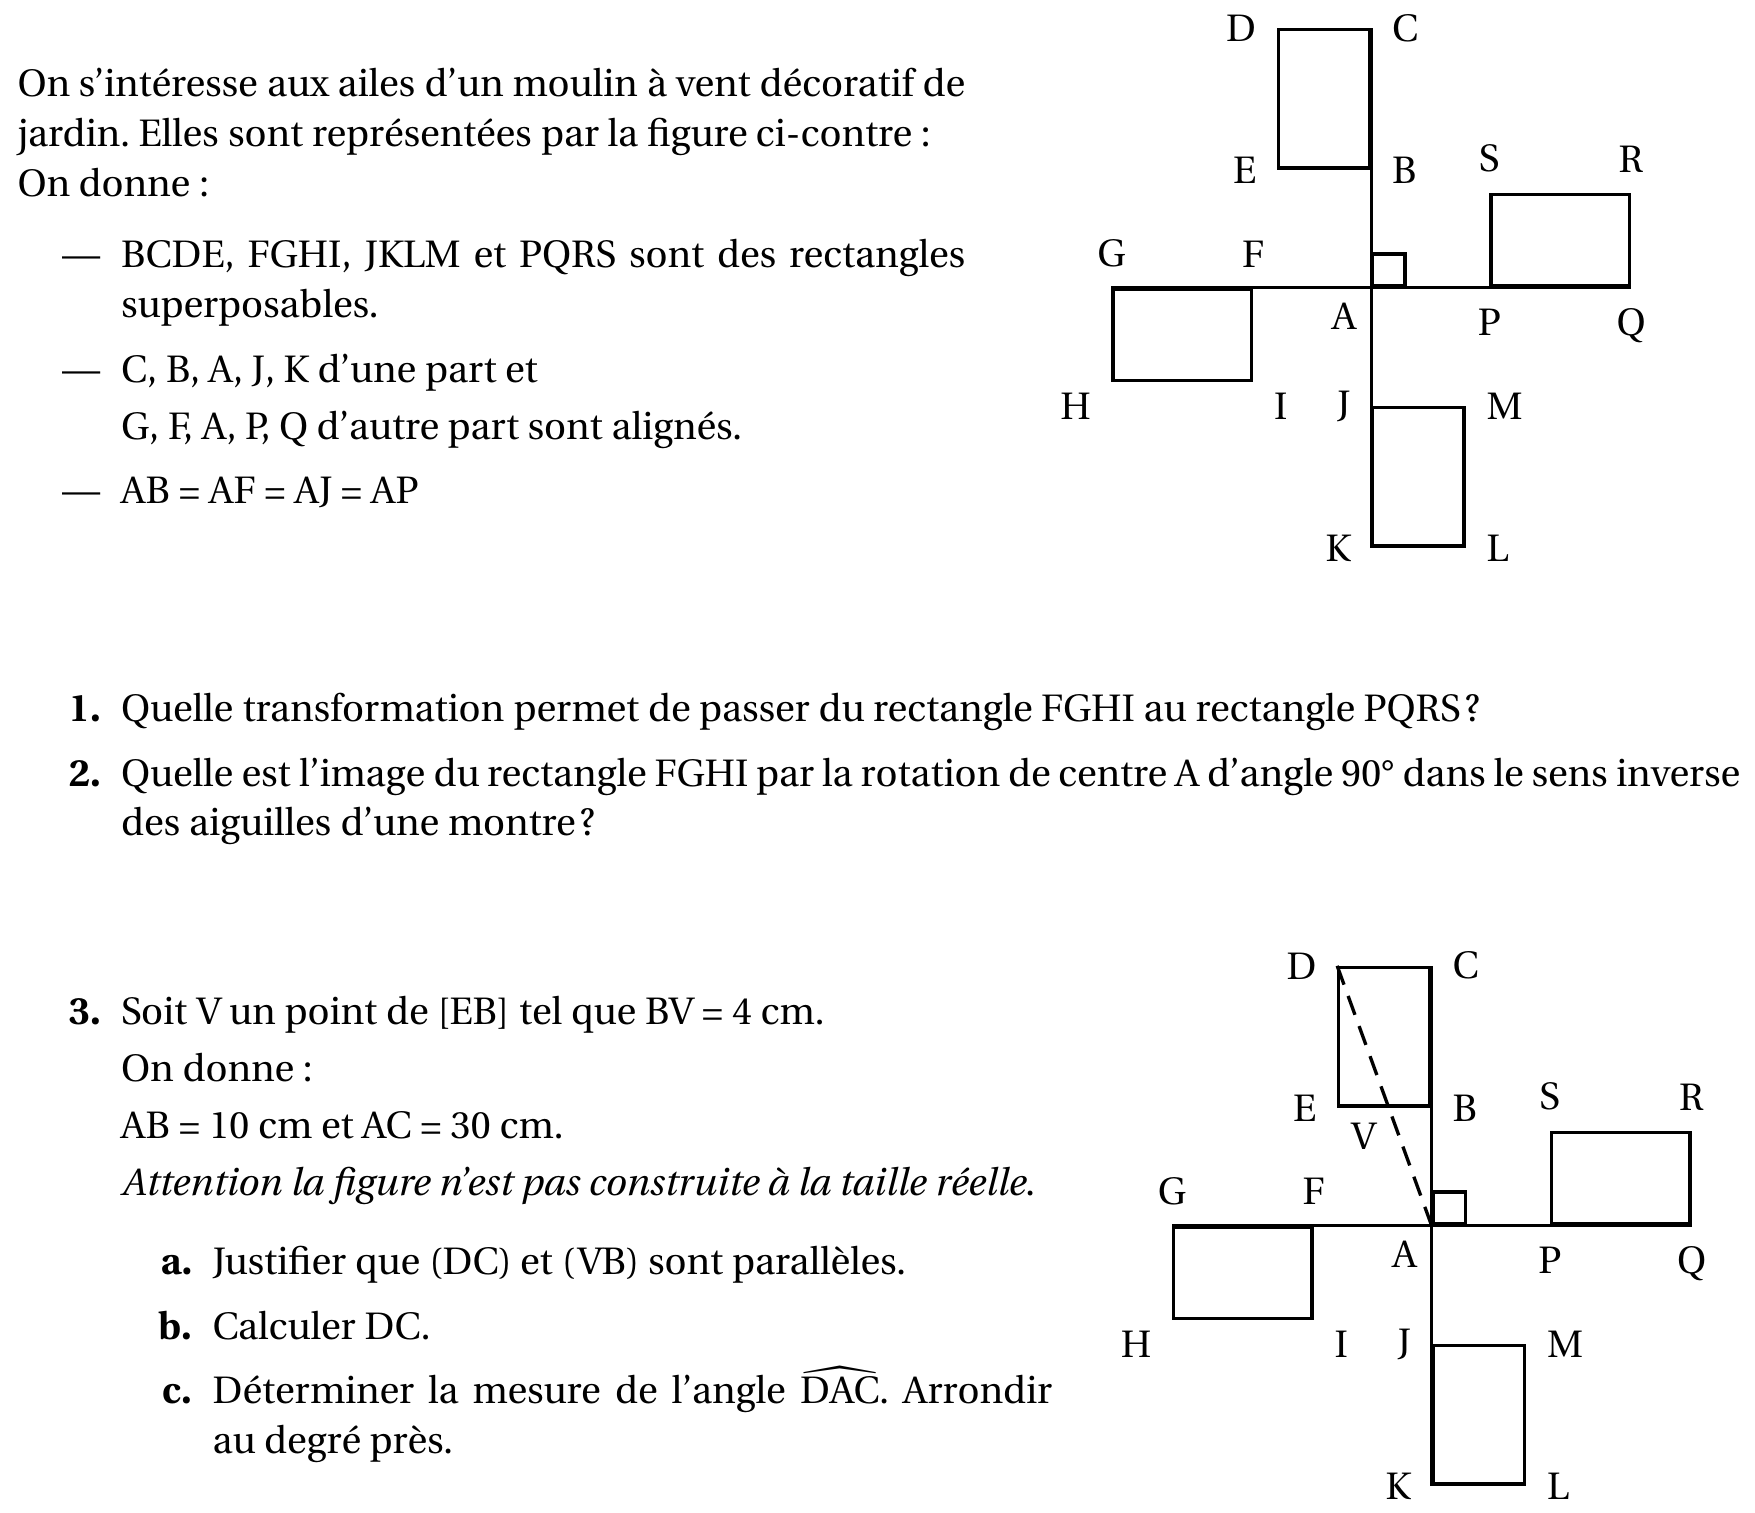 On s'intéresse aux ailes d'un moulin à vent décoratif de
jardin. Elles sont représentées par la figure ci-contre :
On donne :
— BCDE, FGHI, JKLM et PQRS sont des rectangles
superposables.
— C, B, A, J, K d'une part et
G, F, A, P, Q d'autre part sont alignés.
— AB = AF = AJ = AP
D C
E B S R
G F
A P Q
H I J M
K L
1. Quelle transformation permet de passer du rectangle FGHI au rectangle PQRS ?
2. Quelle est l'image du rectangle FGHI par la rotation de centre A d'angle 90° dans le sens inverse
des aiguilles d'une montre ?
3. Soit V un point de [EB] tel que BV = 4 cm.
On donne :
AB = 10 cm et AC = 30 cm.
Attention la figure n'est pas construite à la taille réelle.
a. Justifier que (DC) et (VB) sont parallèles.
b. Calculer DC.
c. Déterminer la mesure de l'angle \widehat{DAC}. Arrondir
au degré près.
D C
E B S R
V
G F
A P Q
H I J M
K L